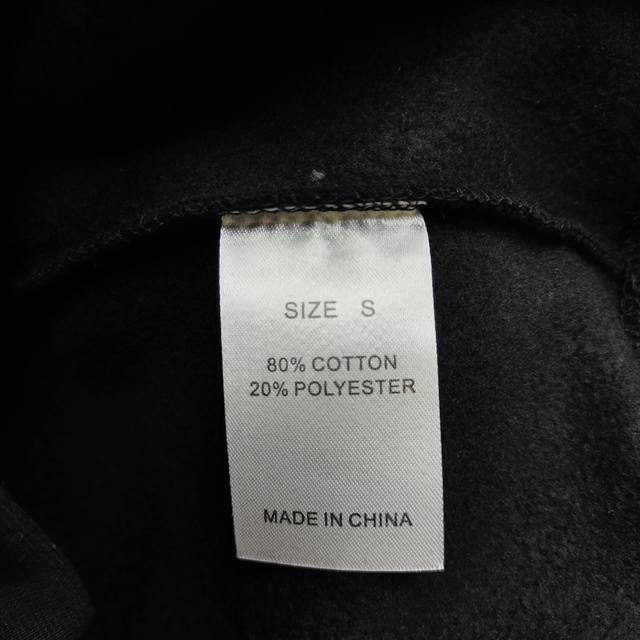 SIZE S
80% COTTON
20% POLYESTER
MADE IN CHINA